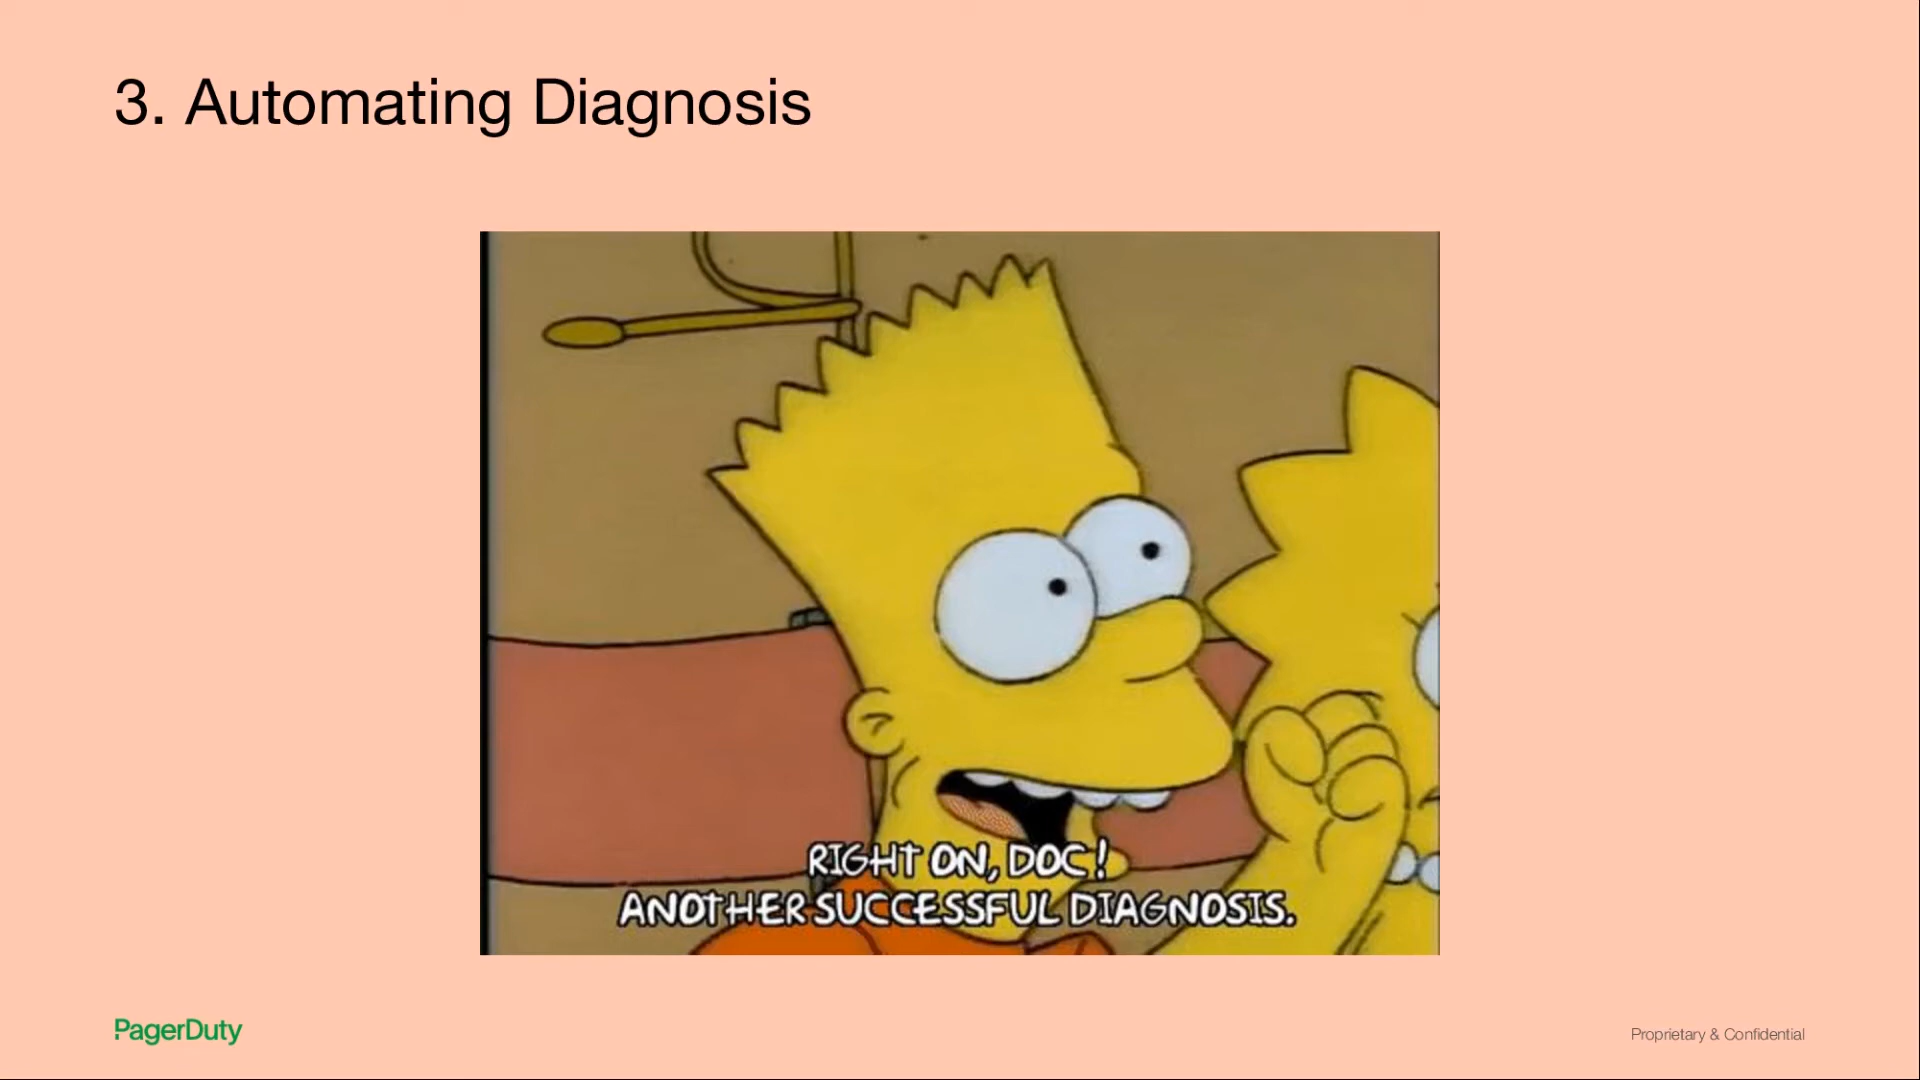 3. Automating Diagnosis
RIGHT ON, DOC!
ANOTHER SUCCESSFUL DIAGNOSIS.
PagerDuty
Proprietary & Confidential